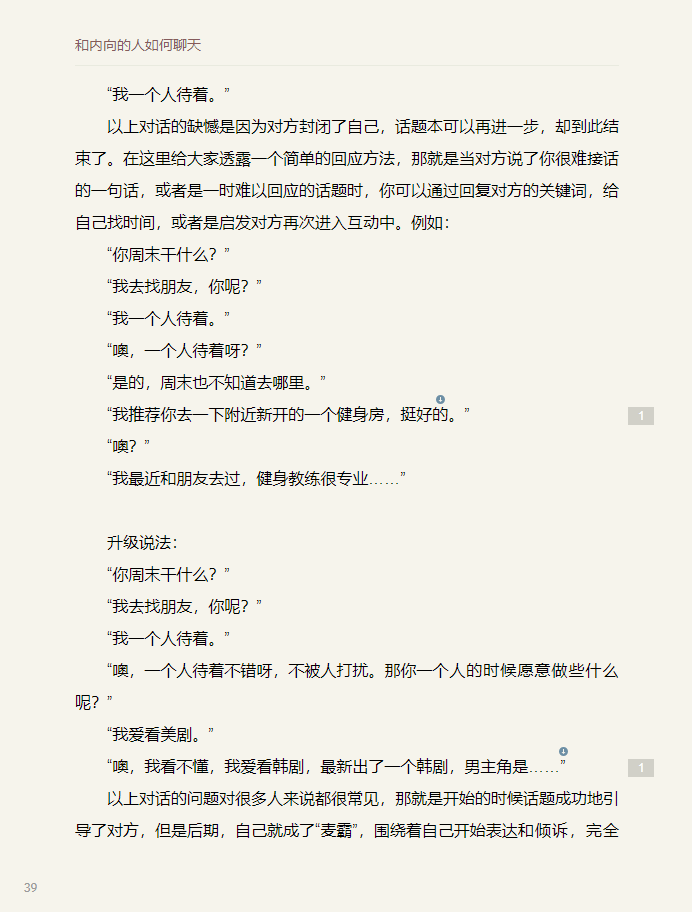 和内向的人如何聊天
“我一个人待着。”
以上对话的缺憾是因为对方封闭了自己，话题本可以再进一步，却到此结
束了。在这里给大家透露一个简单的回应方法，那就是当对方说了你很难接话
的一句话，或者是一时难以回应的话题时，你可以通过回复对方的关键词，给
自己找时间，或者是启发对方再次进入互动中。例如：
“你周末干什么？”
“我去找朋友，你呢？”
“我一个人待着。”
“噢，一个人待着呀？”
“是的，周末也不知道去哪里。”
“我推荐你去一下附近新开的一个健身房，挺好的。”
1
“噢？”
“我最近和朋友去过，健身教练很专业……”
升级说法：
“你周末干什么？”
“我去找朋友，你呢？”
“我一个人待着。”
“噢，一个人待着不错呀，不被人打扰。那你一个人的时候愿意做些什么
呢？”
“我爱看美剧。”
“噢，我看不懂，我爱看韩剧，最新出了一个韩剧，男主角是……”
1
以上对话的问题对很多人来说都很常见，那就是开始的时候话题成功地引
导了对方，但是后期，自己就成了“麦霸”，围绕着自己开始表达和倾诉，完全
39